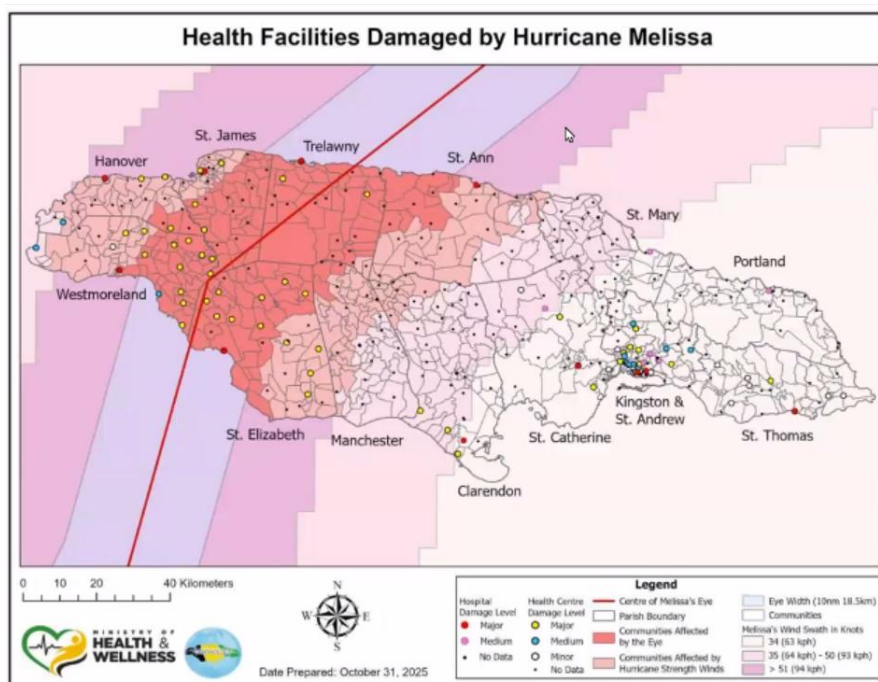 Health Facilities Damaged by Hurricane Melissa
St. James
Trelawny
Hanover
St. Ann
St. Mary
Portland
Westmoreland
Kingston &
St. Andrew
St. Elizabeth
Manchester
St. Catherine
St. Thomas
Clarendon
0 10 20 40 Kilometers
N
W E
S
MINISTRY OF
HEALTH &
WELLNESS
Date Prepared: October 31, 2025
Legend
Hospital
Damage Level
Major
Medium
No Data
Health Centre
Damage Level
Major
Medium
Minor
No Data
Centre of Melissa's Eye
Parish Boundary
Communities Affected
by the Eye
Communities Affected by
Hurricane Strength Winds
Eye Width (10nm 18.5km)
Communities
Melissa's Wind Swath in Knots
34 (63 kph)
35 (64 kph) - 50 (93 kph)
> 51 (94 kph)